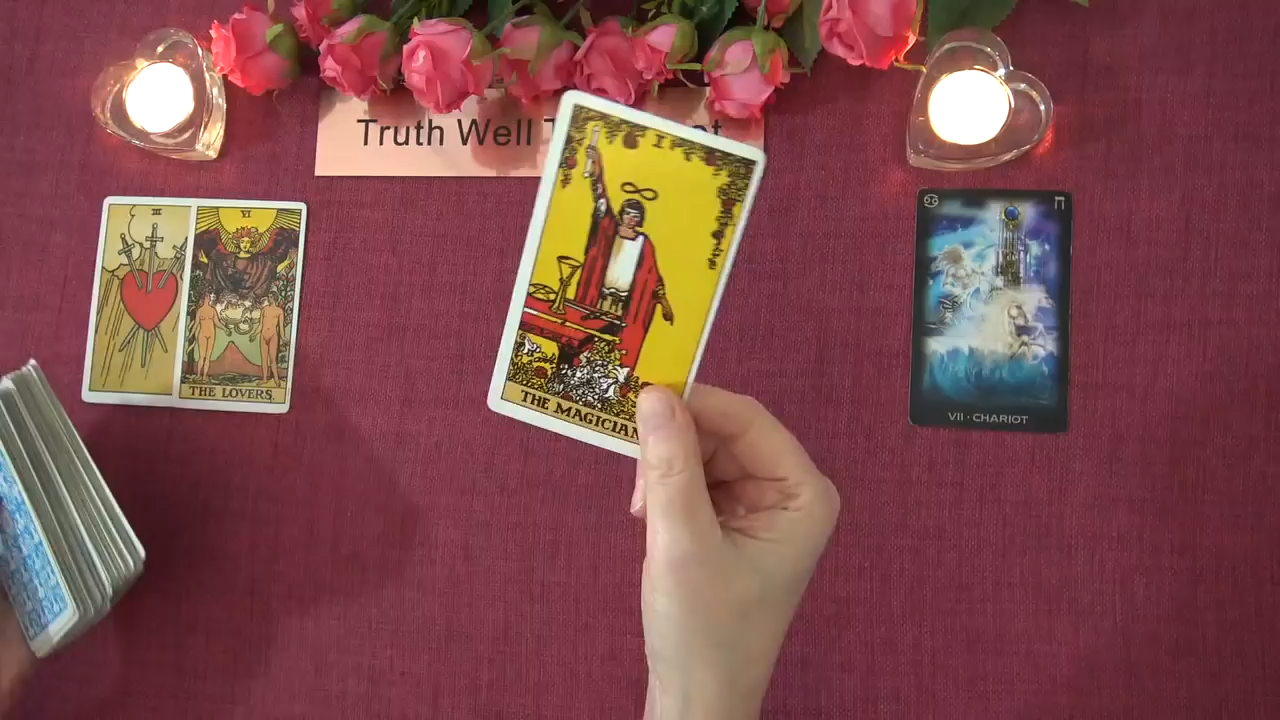 Truth Well
III
VI
THE LOVERS.
I
THE MAGICIAN
VII · CHARIOT